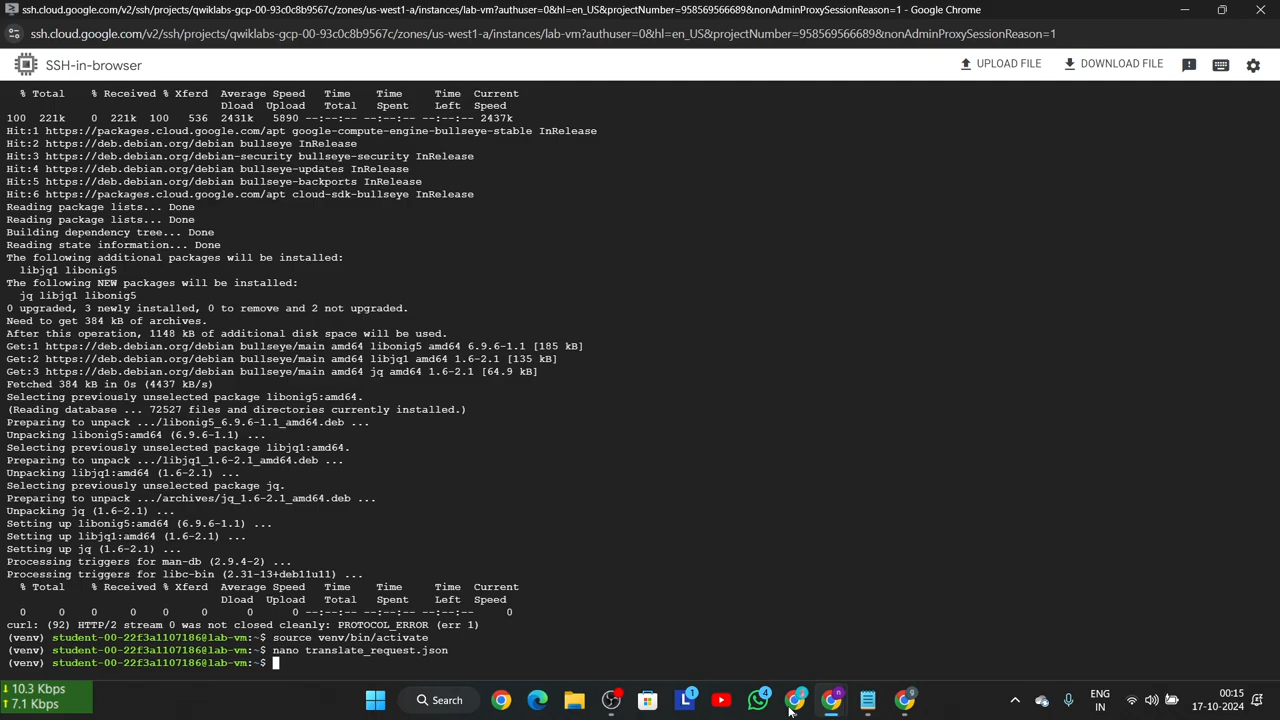 ssh.cloud.google.com/v2/ssh/projects/qwiklabs-gcp-00-93c0c8b9567c/zones/us-west1-a/instances/lab-vm?authuser=0&hl=en_US&projectNumber=958569566689&nonAdminProxySessionReason=1 - Google Chrome
ssh.cloud.google.com/v2/ssh/projects/qwiklabs-gcp-00-93c0c8b9567c/zones/us-west1-a/instances/lab-vm?authuser=0&hl=en_US&projectNumber=958569566689&nonAdminProxySessionReason=1
SSH-in-browser
UPLOAD FILE
DOWNLOAD FILE
% Total % Received % Xferd Average Speed Time Time Time Current
Dload Upload Total Spent Left Speed
100 221k 0 221k 100 536 2431k 5890 --:--:-- --:--:-- --:--:-- 2437k
Hit:1 https://packages.cloud.google.com/apt google-compute-engine-bullseye-stable InRelease
Hit:2 https://deb.debian.org/debian bullseye InRelease
Hit:3 https://deb.debian.org/debian-security bullseye-security InRelease
Hit:4 https://deb.debian.org/debian bullseye-updates InRelease
Hit:5 https://deb.debian.org/debian bullseye-backports InRelease
Hit:6 https://packages.cloud.google.com/apt cloud-sdk-bullseye InRelease
Reading package lists... Done
Reading package lists... Done
Building dependency tree... Done
Reading state information... Done
The following additional packages will be installed:
libjq1 libonig5
The following NEW packages will be installed:
jq libjq1 libonig5
0 upgraded, 3 newly installed, 0 to remove and 2 not upgraded.
Need to get 384 kB of archives.
After this operation, 1148 kB of additional disk space will be used.
Get:1 https://deb.debian.org/debian bullseye/main amd64 libonig5 amd64 6.9.6-1.1 [185 kB]
Get:2 https://deb.debian.org/debian bullseye/main amd64 libjq1 amd64 1.6-2.1 [135 kB]
Get:3 https://deb.debian.org/debian bullseye/main amd64 jq amd64 1.6-2.1 [64.9 kB]
Fetched 384 kB in 0s (4437 kB/s)
Selecting previously unselected package libonig5:amd64.
(Reading database ... 72527 files and directories currently installed.)
Preparing to unpack .../libonig5_6.9.6-1.1_amd64.deb ...
Unpacking libonig5:amd64 (6.9.6-1.1) ...
Selecting previously unselected package libjq1:amd64.
Preparing to unpack .../libjq1_1.6-2.1_amd64.deb ...
Unpacking libjq1:amd64 (1.6-2.1) ...
Selecting previously unselected package jq.
Preparing to unpack .../archives/jq_1.6-2.1_amd64.deb ...
Unpacking jq (1.6-2.1) ...
Setting up libonig5:amd64 (6.9.6-1.1) ...
Setting up libjq1:amd64 (1.6-2.1) ...
Setting up jq (1.6-2.1) ...
Processing triggers for man-db (2.9.4-2) ...
Processing triggers for libc-bin (2.31-13+deb11u11) ...
% Total % Received % Xferd Average Speed Time Time Time Current
Dload Upload Total Spent Left Speed
0 0 0 0 0 0 0 0 --:--:-- --:--:-- --:--:-- 0
curl: (92) HTTP/2 stream 0 was not closed cleanly: PROTOCOL_ERROR (err 1)
(venv) student-00-22f3a1107186@lab-vm:~$ source venv/bin/activate
(venv) student-00-22f3a1107186@lab-vm:~$ nano translate_request.json
(venv) student-00-22f3a1107186@lab-vm:~$
10.3 Kbps
7.1 Kbps
Search
1
4
n
g
ENG
IN
00:15
17-10-2024